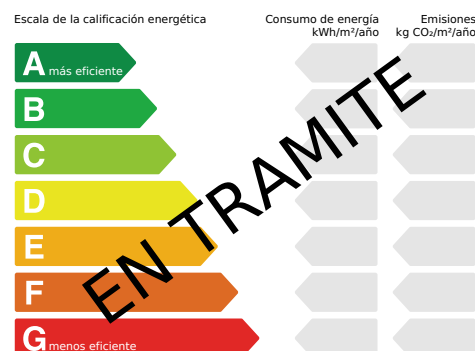 Escala de la calificación energética
Consumo de energía
kWh/m²/año
Emisiones
kg CO₂/m²/año
A más eficiente
B
C
D
E
F
G menos eficiente
EN TRAMITE